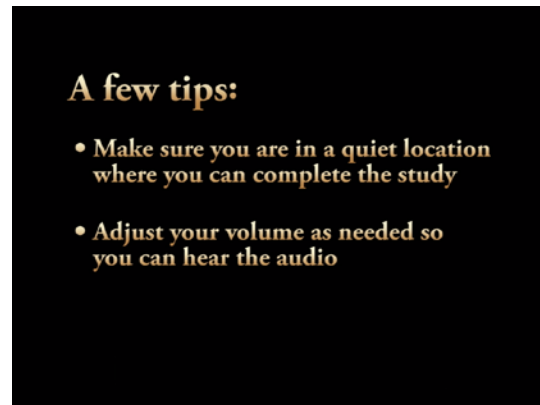 A few tips:
• Make sure you are in a quiet location
where you can complete the study
• Adjust your volume as needed so
you can hear the audio